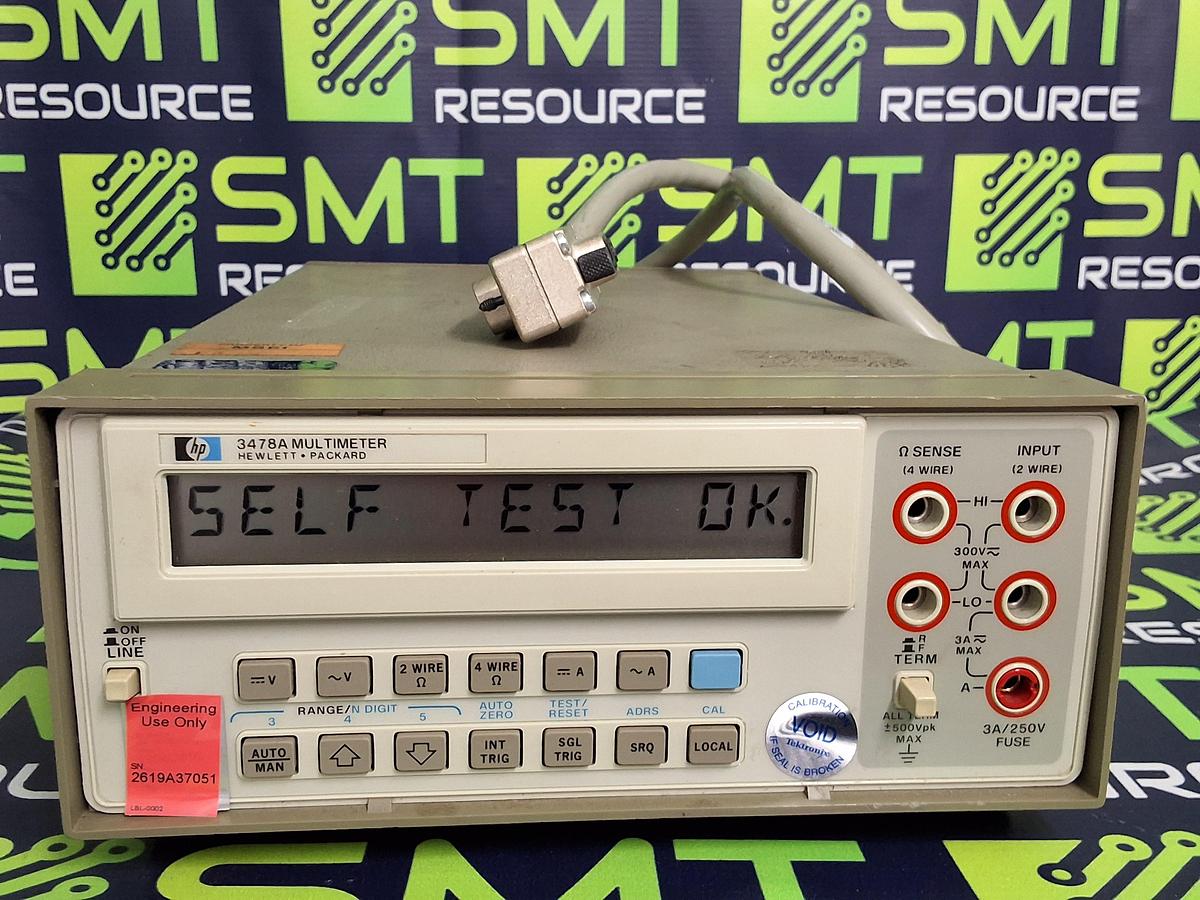 SMT
SMT
SMT
RESOURCE
RESOURCE
RESOURCE
SMT
SMT
RESOURCE
RESO
hp
3478A MULTIMETER
HEWLETT • PACKARD
SELF TEST OK.
Ω SENSE
(4 WIRE)
INPUT
(2 WIRE)
HI
300V⎓
MAX
LO
R
F
TERM
3A⎓
MAX
A
ALL TERM
±500Vpk
MAX
3A/250V
FUSE
ON
OFF
LINE
⎓V
~V
2 WIRE
Ω
4 WIRE
Ω
⎓A
~A
RANGE/N DIGIT
3
4
5
AUTO
ZERO
TEST/
RESET
ADRS
CAL
AUTO
MAN
INT
TRIG
SGL
TRIG
SRQ
LOCAL
CALIBRATION
VOID
Tektronix
IF SEAL IS BROKEN
Engineering
Use Only
SN
2619A37051
LBL-0002
SMT
SMT